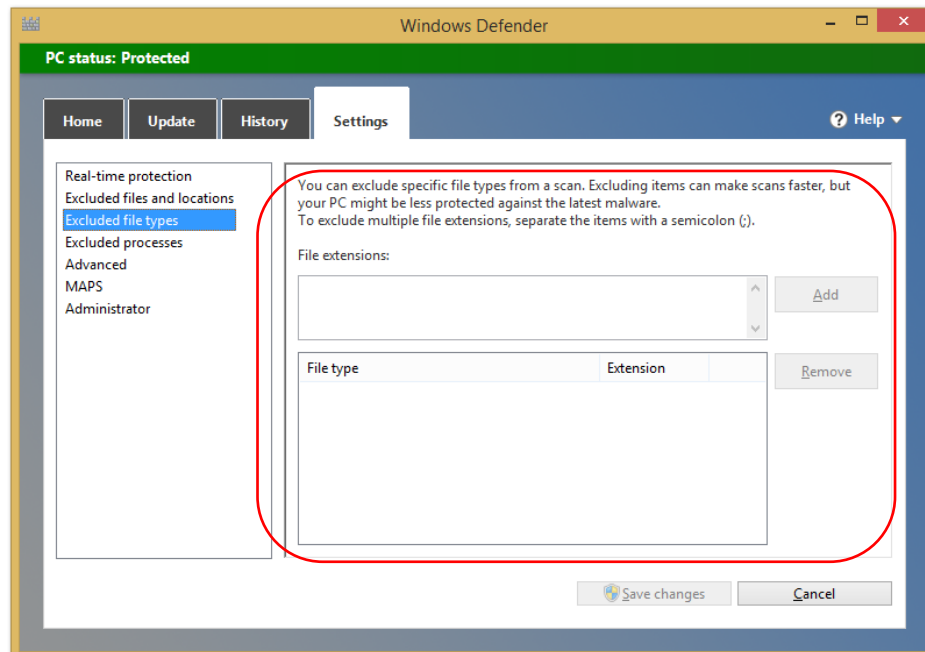 Windows Defender
PC status: Protected
Home
Update
History
Settings
Help
Real-time protection
Excluded files and locations
Excluded file types
Excluded processes
Advanced
MAPS
Administrator
You can exclude specific file types from a scan. Excluding items can make scans faster, but
your PC might be less protected against the latest malware.
To exclude multiple file extensions, separate the items with a semicolon (;).
File extensions:
Add
File type
Extension
Remove
Save changes
Cancel